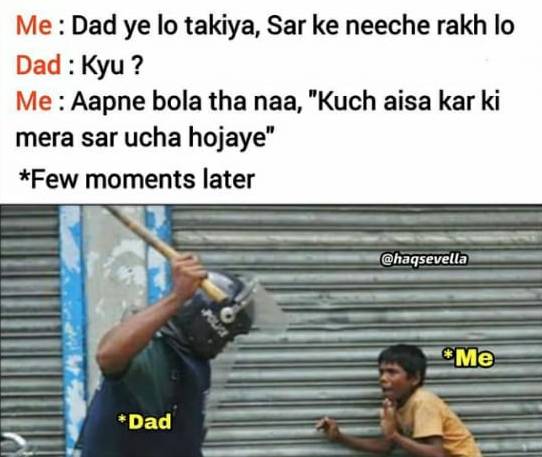 Me : Dad ye lo takiya, Sar ke neeche rakh lo
Dad : Kyu ?
Me : Aapne bola tha naa, "Kuch aisa kar ki
mera sar ucha hojaye"
*Few moments later
@haqsevella
*Me
POLICE
*Dad